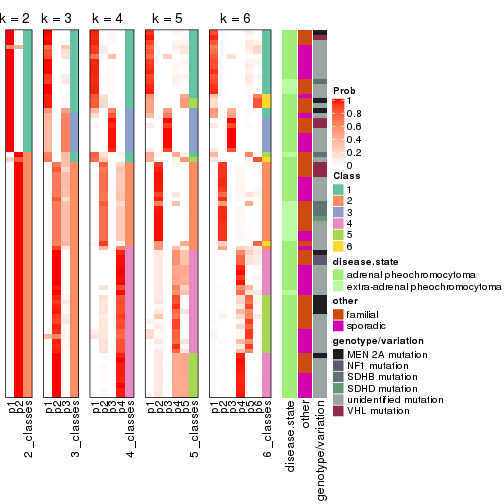 k = 2 k = 3 k = 4 k = 5 k = 6
Prob
1
0.8
0.6
0.4
0.2
0
Class
1
2
3
4
5
6
disease.state
adrenal pheochromocytoma
extra-adrenal pheochromocytoma
other
familial
sporadic
genotype/variation
MEN 2A mutation
NF1 mutation
SDHB mutation
SDHD mutation
unidentified mutation
VHL mutation
p1 p2 2_classes p1 p2 p3 3_classes p1 p2 p3 p4 4_classes p1 p2 p3 p4 p5 5_classes p1 p2 p3 p4 p5 p6 6_classes disease.state other genotype/variation